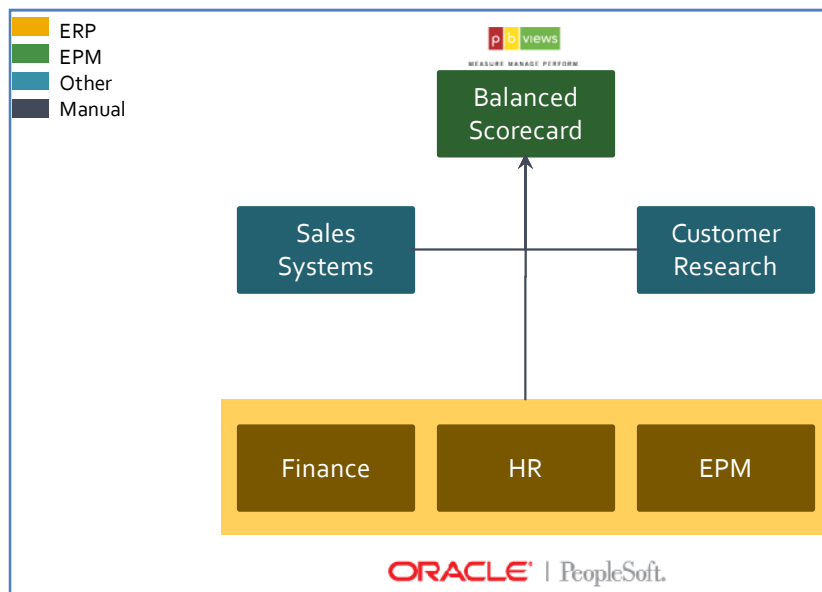 ERP
EPM
Other
Manual
pb views
MEASURE MANAGE PERFORM
Balanced
Scorecard
Sales
Systems
Customer
Research
Finance
HR
EPM
ORACLE® | PeopleSoft.